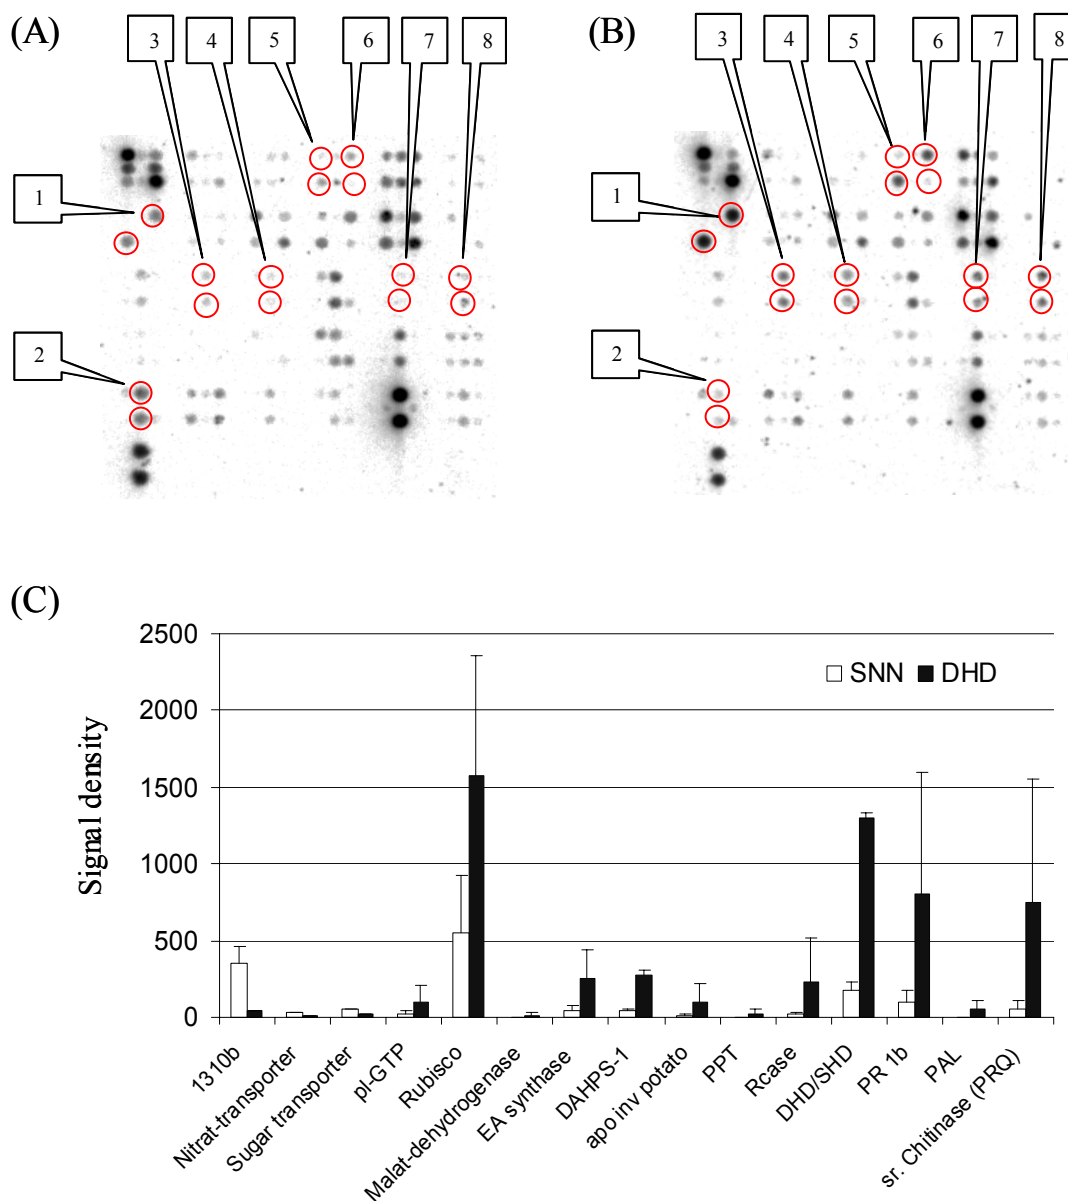 (A)
3
4
5
6
7
8
1
2
(B)
3
4
5
6
7
8
1
2
(C)
2500
2000
1500
1000
500
0
Signal density
SNN DHD
1310b
Nitrat-transporter
Sugar transporter
pl-GTP
Rubisco
Malat-dehydrogenase
EA synthase
DAHPS-1
apo inv potato
PPT
Rcase
DHD/SHD
PR 1b
PAL
sr. Chitinase (PRQ)